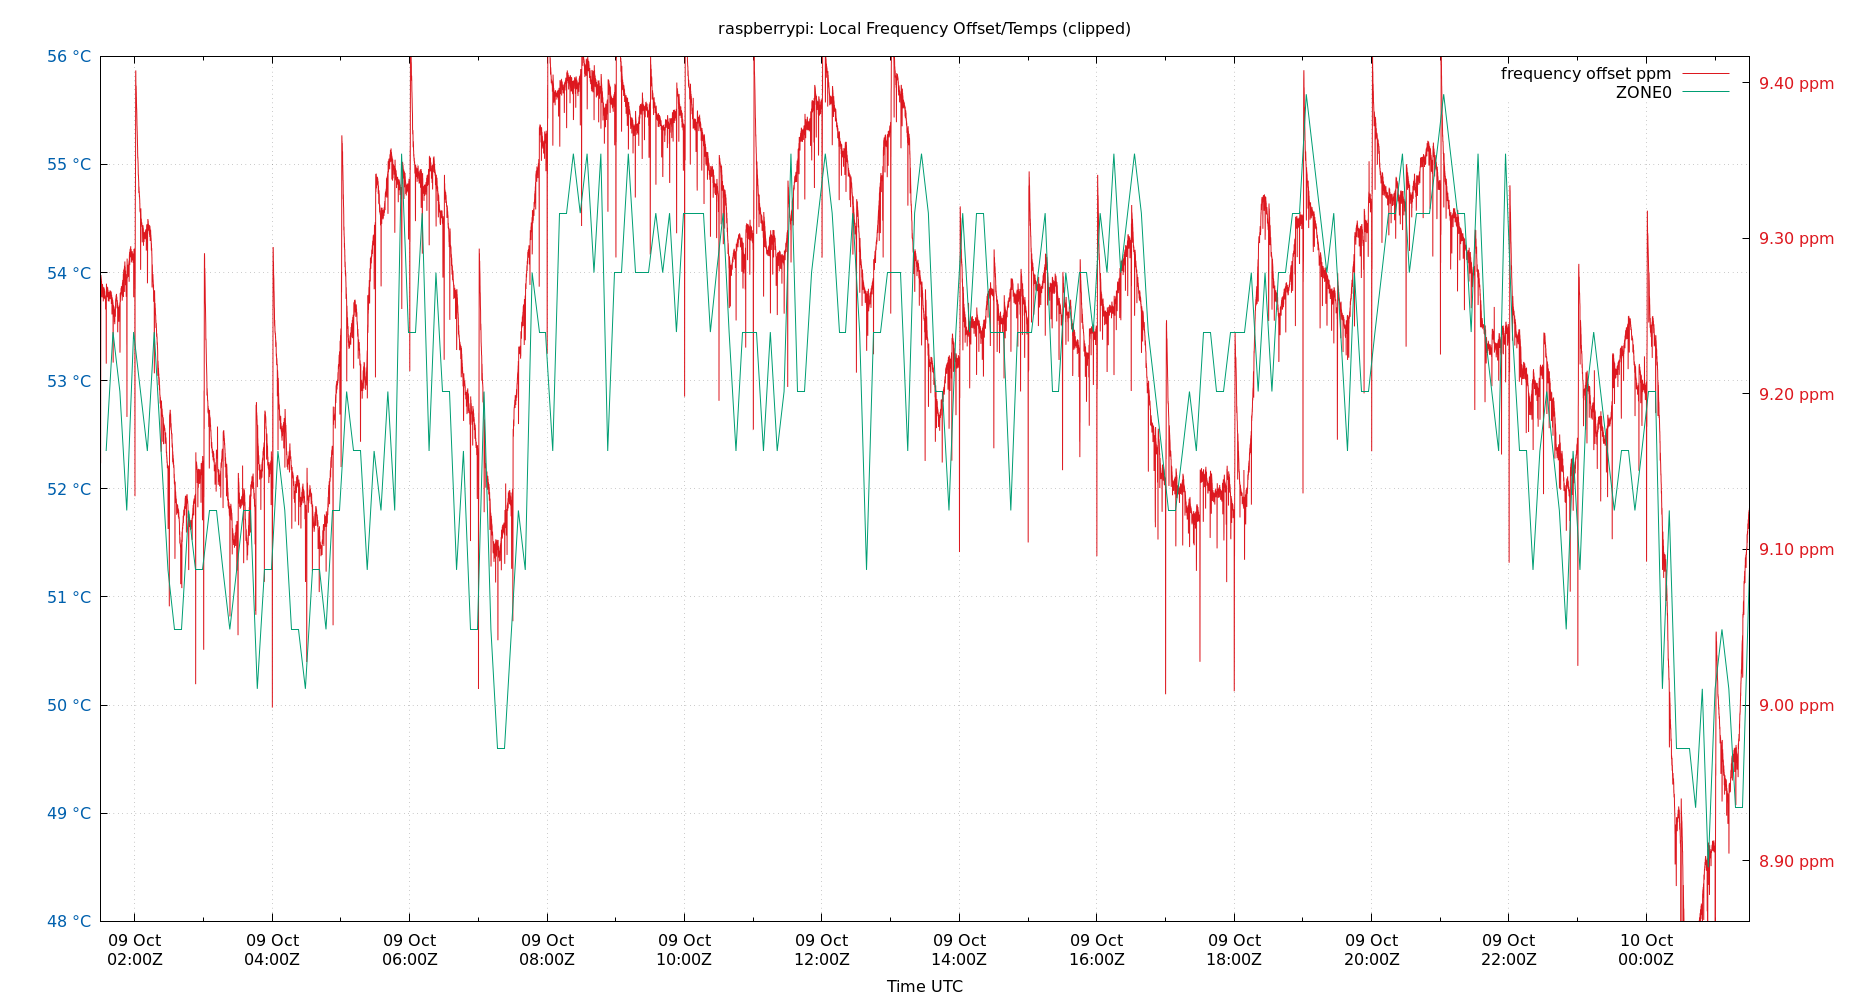 raspberrypi: Local Frequency Offset/Temps (clipped)
56 °C
55 °C
54 °C
53 °C
52 °C
51 °C
50 °C
49 °C
48 °C
frequency offset ppm
ZONE0
9.40 ppm
9.30 ppm
9.20 ppm
9.10 ppm
9.00 ppm
8.90 ppm
09 Oct 09 Oct 09 Oct 09 Oct 09 Oct 09 Oct 09 Oct 09 Oct 09 Oct 09 Oct 09 Oct 10 Oct
02:00Z 04:00Z 06:00Z 08:00Z 10:00Z 12:00Z 14:00Z 16:00Z 18:00Z 20:00Z 22:00Z 00:00Z
Time UTC